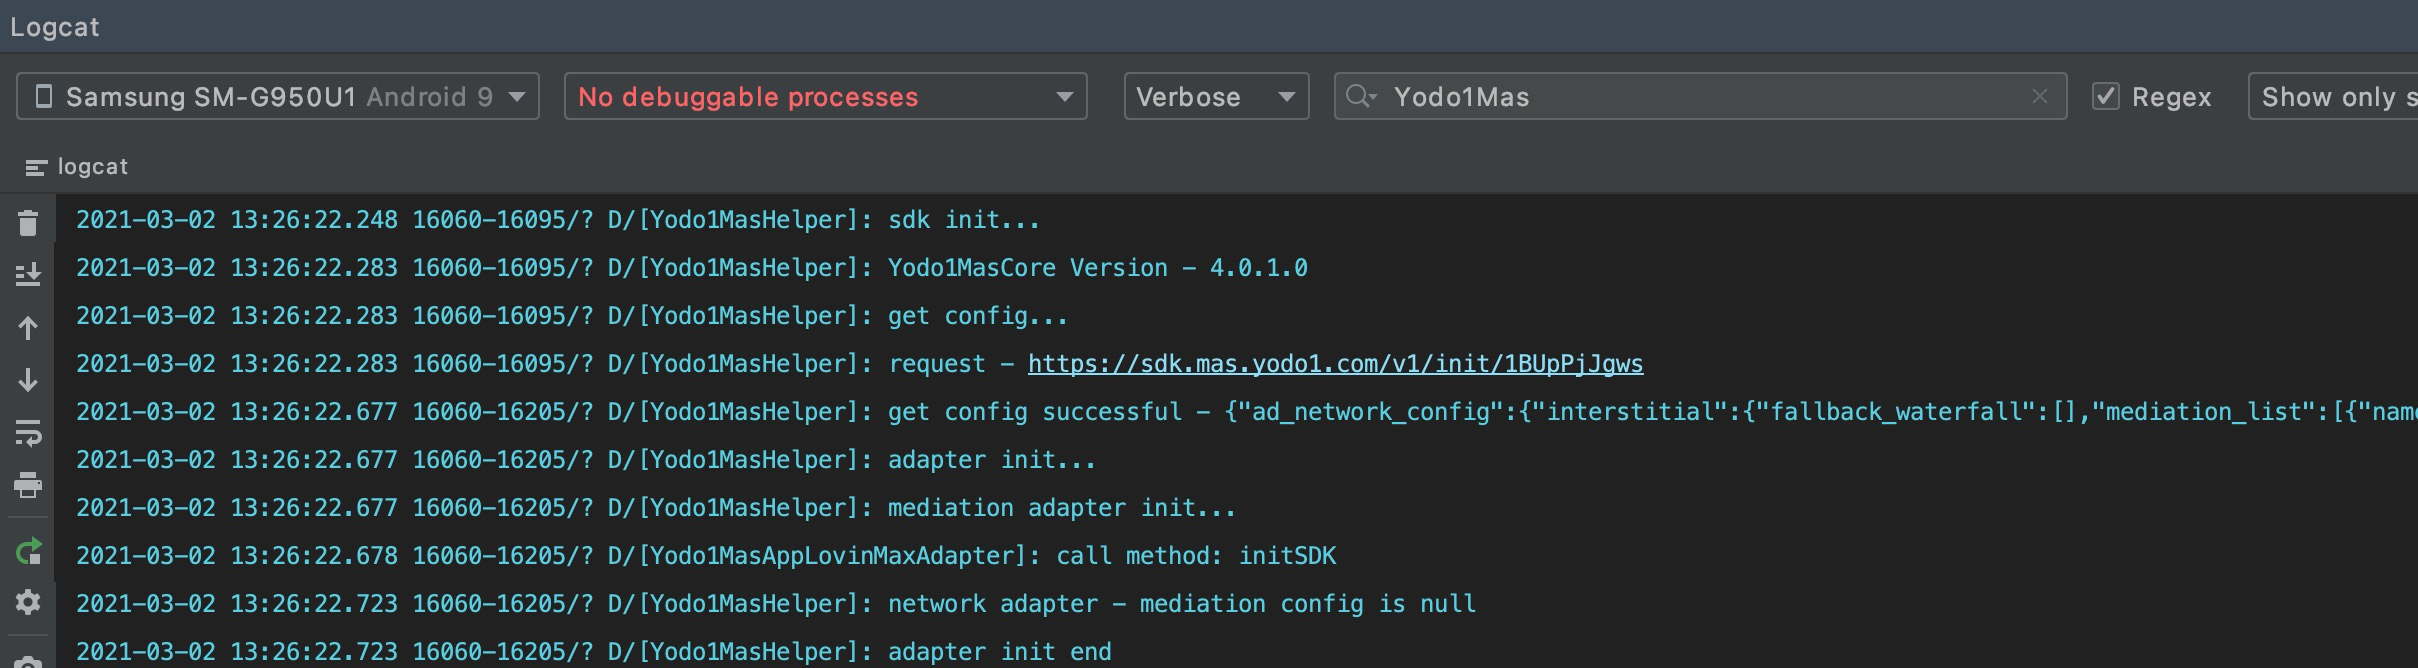 Logcat
Samsung SM-G950U1 Android 9 No debuggable processes Verbose Yodo1Mas Regex Show only s
logcat
2021-03-02 13:26:22.248 16060-16095/? D/[Yodo1MasHelper]: sdk init...
2021-03-02 13:26:22.283 16060-16095/? D/[Yodo1MasHelper]: Yodo1MasCore Version - 4.0.1.0
2021-03-02 13:26:22.283 16060-16095/? D/[Yodo1MasHelper]: get config...
2021-03-02 13:26:22.283 16060-16095/? D/[Yodo1MasHelper]: request - https://sdk.mas.yodo1.com/v1/init/1BUpPjJgws
2021-03-02 13:26:22.677 16060-16205/? D/[Yodo1MasHelper]: get config successful - {"ad_network_config":{"interstitial":{"fallback_waterfall":[],"mediation_list":[{"name
2021-03-02 13:26:22.677 16060-16205/? D/[Yodo1MasHelper]: adapter init...
2021-03-02 13:26:22.677 16060-16205/? D/[Yodo1MasHelper]: mediation adapter init...
2021-03-02 13:26:22.678 16060-16205/? D/[Yodo1MasAppLovinMaxAdapter]: call method: initSDK
2021-03-02 13:26:22.723 16060-16205/? D/[Yodo1MasHelper]: network adapter - mediation config is null
2021-03-02 13:26:22.723 16060-16205/? D/[Yodo1MasHelper]: adapter init end